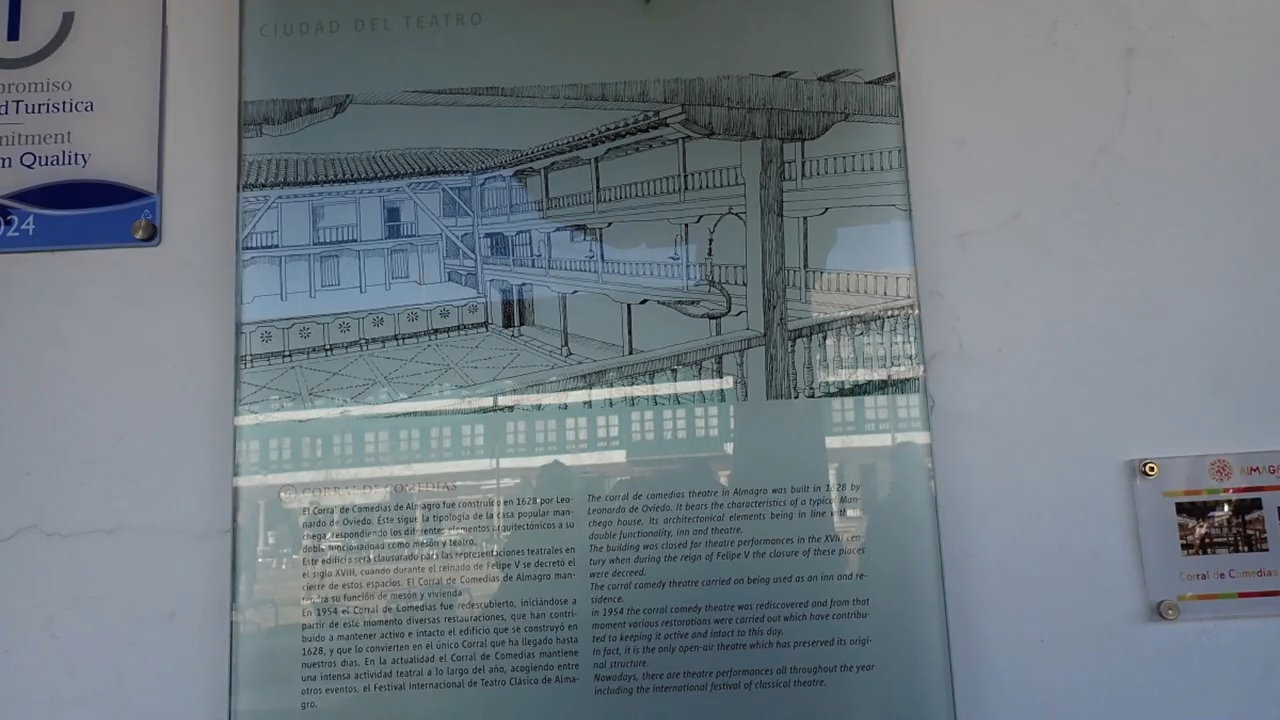 CIUDAD DEL TEATRO
promiso
d Turística
mitment
m Quality
024
CORRAL DE COMEDIAS
El Corral de Comedias de Almagro fue construido en 1628 por Leo-
nardo de Oviedo. Este sigue la tipología de la casa popular man-
chega, respondiendo los diferentes elementos arquitectónicos a su
doble funcionalidad como mesón y teatro.
Este edificio será clausurado para las representaciones teatrales en
el siglo XVIII, cuando durante el reinado de Felipe V se decretó el
cierre de estos espacios. El Corral de Comedias de Almagro man-
tendrá su función de mesón y vivienda
En 1954 el Corral de Comedias fue redescubierto, iniciándose a
partir de este momento diversas restauraciones, que han contri-
buido a mantener activo e intacto el edificio que se construyó en
1628, y que lo convierten en el único Corral que ha llegado hasta
nuestros días. En la actualidad el Corral de Comedias mantiene
una intensa actividad teatral a lo largo del año, acogiendo entre
otros eventos, el Festival Internacional de Teatro Clásico de Alma-
gro.
The corral de comedias theatre in Almagro was built in 1628 by
Leonardo de Oviedo. It bears the characteristics of a typical Man-
chego house. Its architectonical elements being in line with its
double functionality, inn and theatre.
The building was closed for theatre performances in the XVIII cen-
tury when during the reign of Felipe V the closure of these places
were decreed.
The corral comedy theatre carried on being used as an inn and re-
sidence.
in 1954 the corral comedy theatre was rediscovered and from that
moment various restorations were carried out which have contribu-
ted to keeping it active and intact to this day.
In fact, it is the only open-air theatre which has preserved its origi-
nal structure.
Nowadays, there are theatre performances all throughout the year
including the international festival of classical theatre.
ALMAG
Corral de Comedias